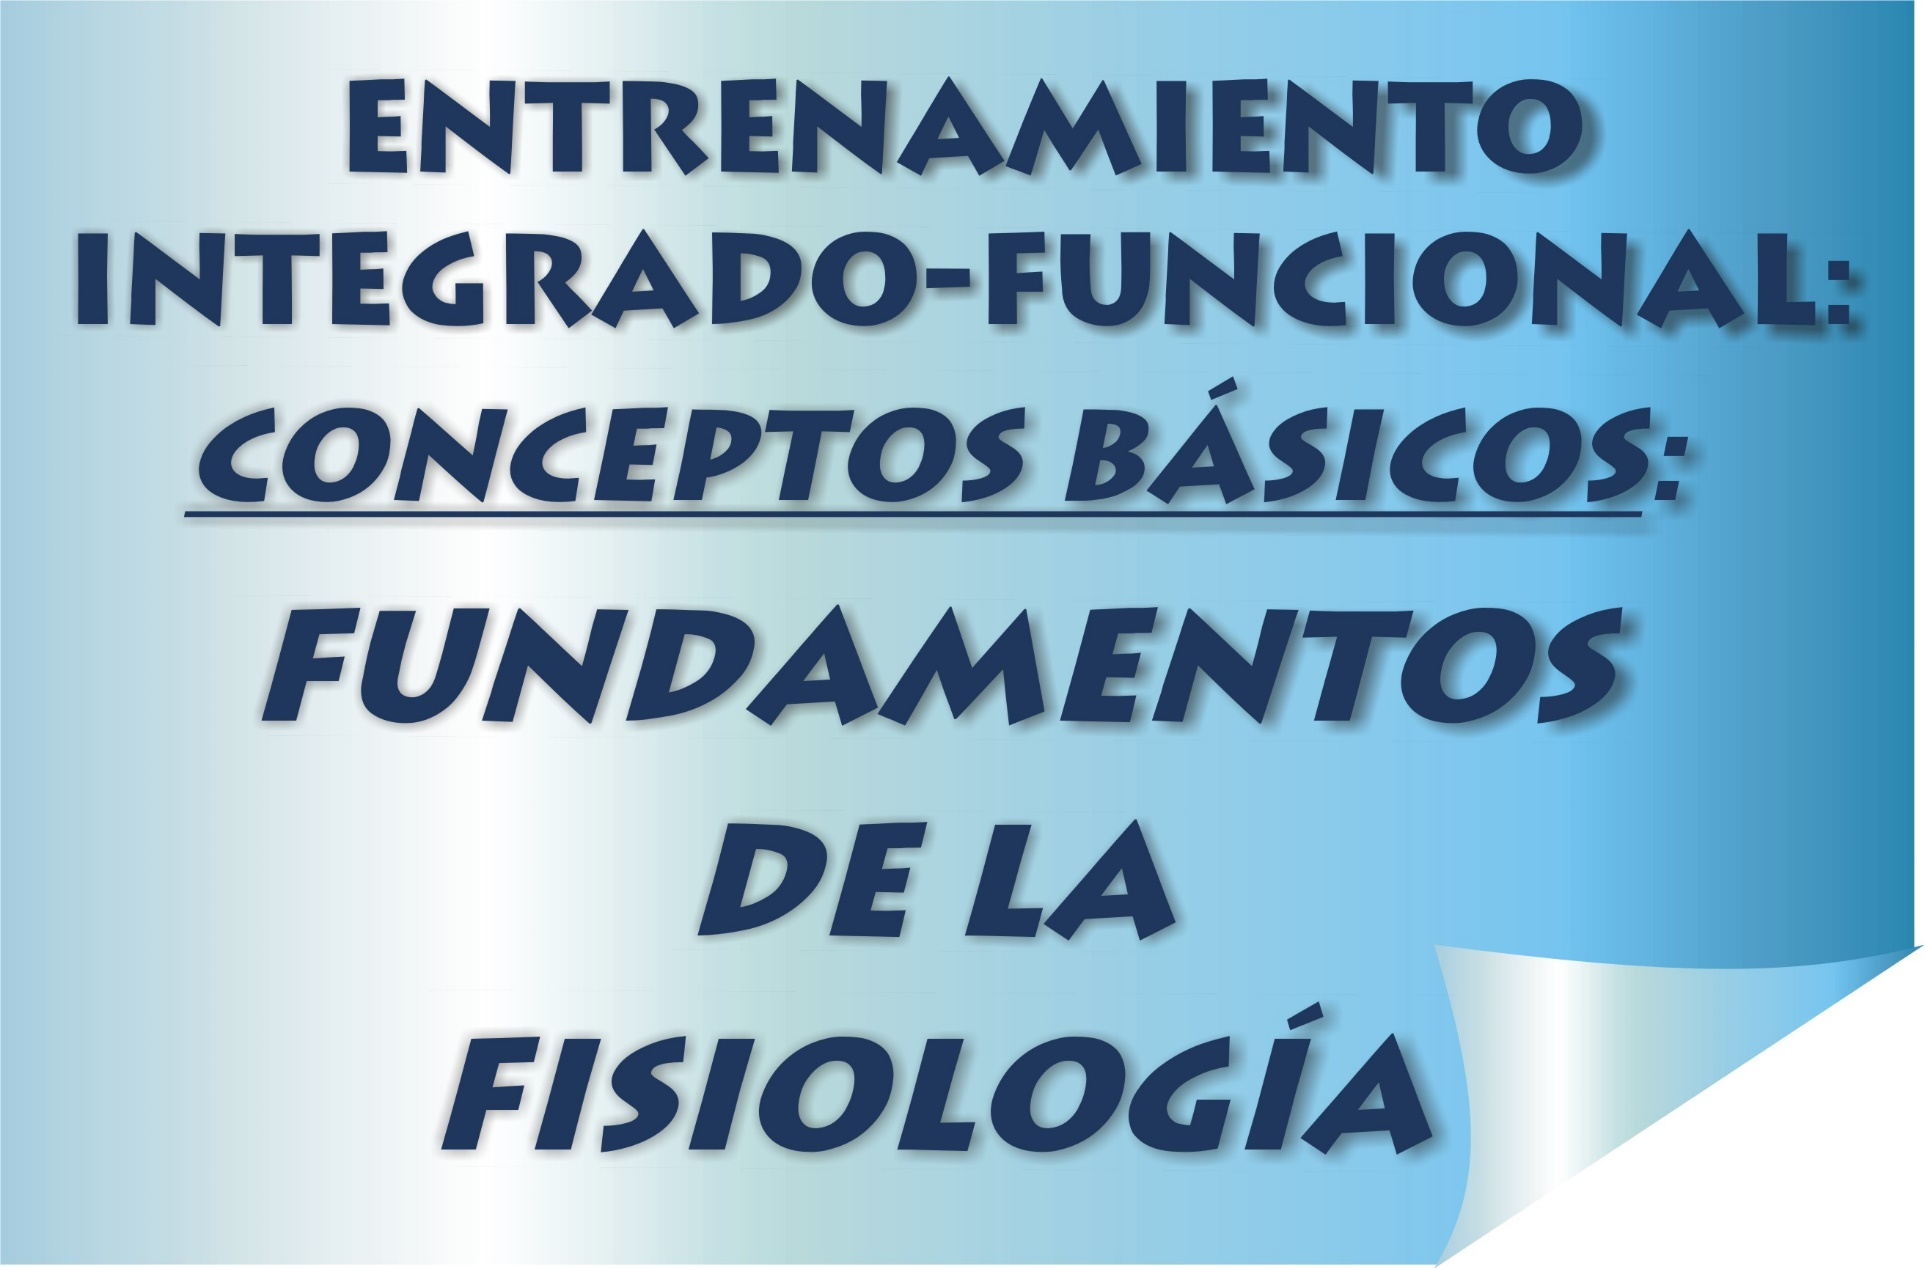 ENTRENAMIENTO
INTEGRADO-FUNCIONAL:
CONCEPTOS BÁSICOS:
FUNDAMENTOS
DE LA
FISIOLOGÍA